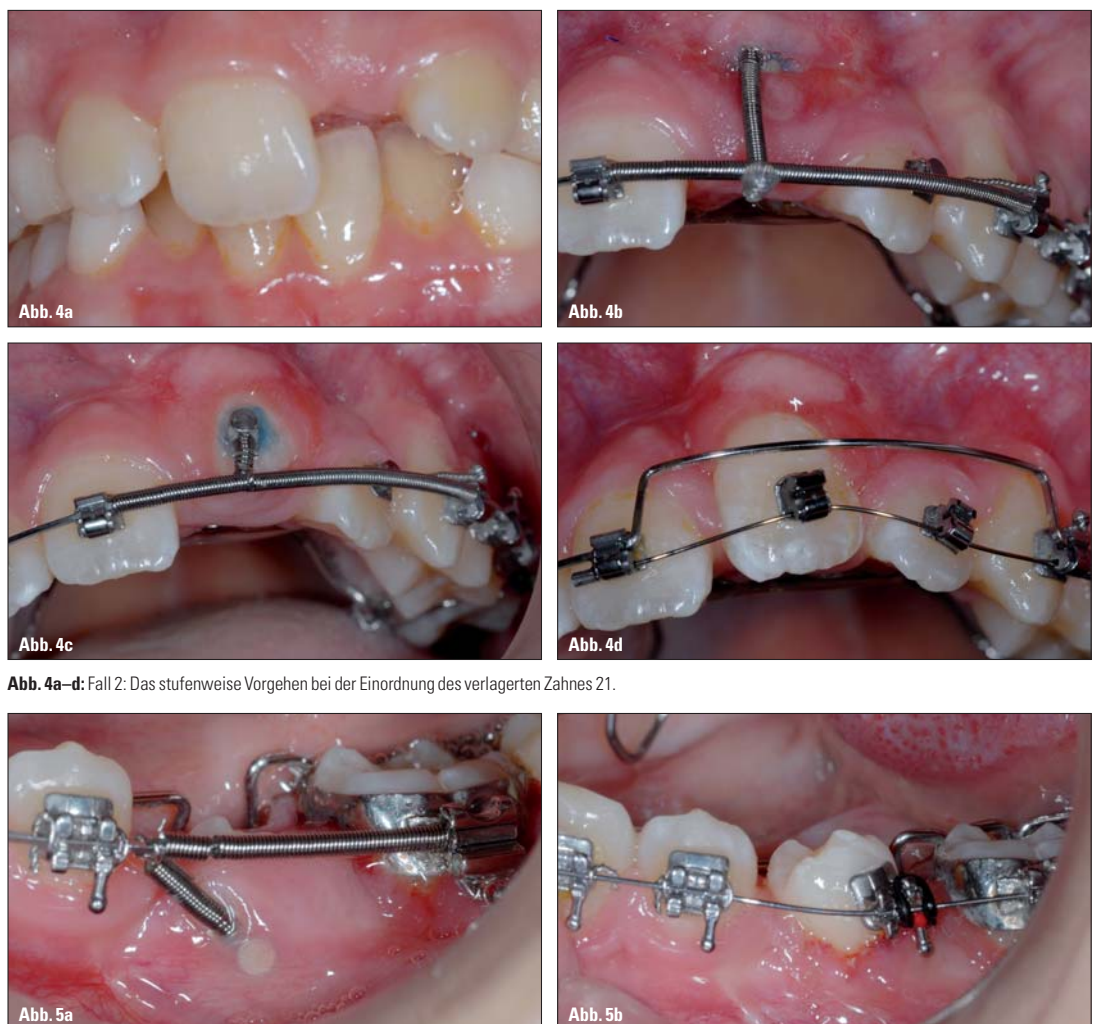 Abb. 4a
Abb. 4b
Abb. 4c
Abb. 4d
Abb. 4a–d: Fall 2: Das stufenweise Vorgehen bei der Einordnung des verlagerten Zahnes 21.
Abb. 5a
Abb. 5b